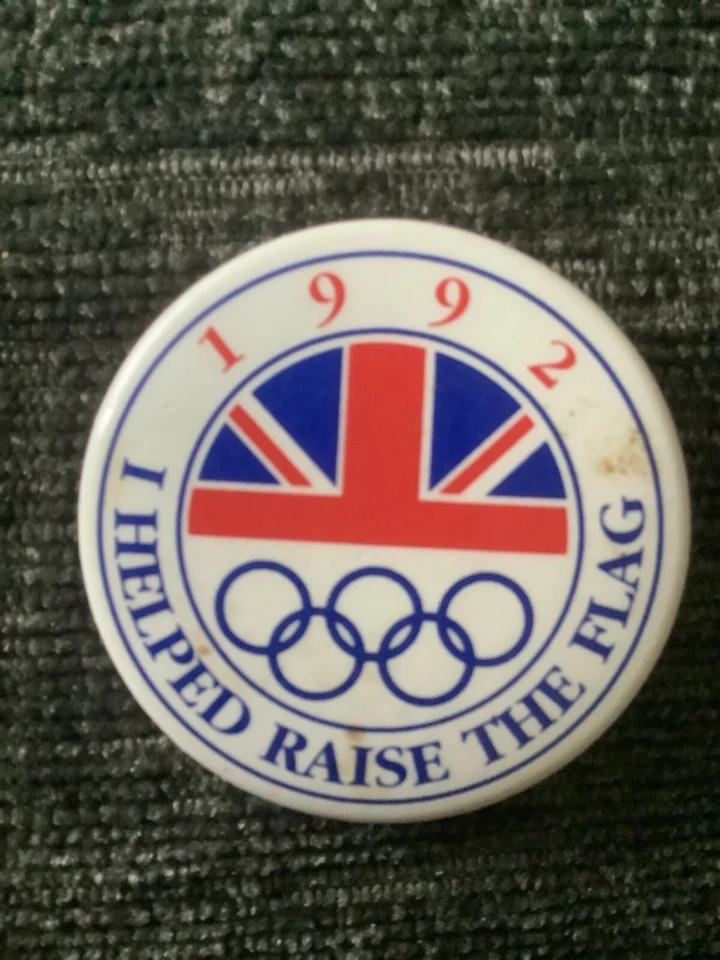 1992
I HELPED RAISE THE FLAG